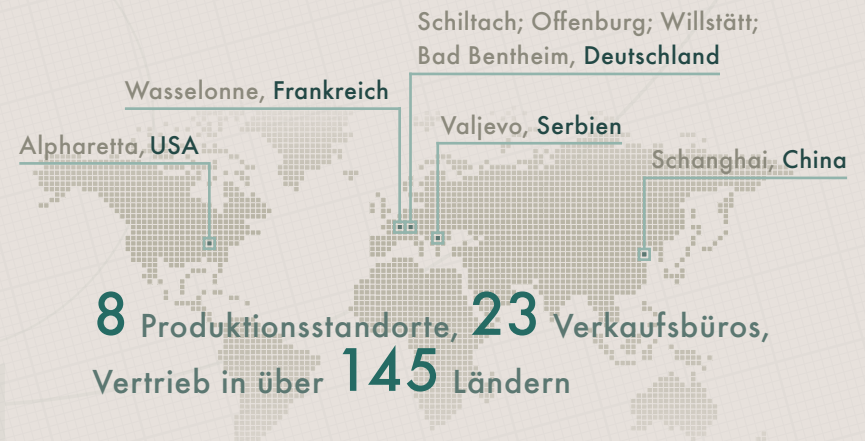 Schiltach; Offenburg; Willstätt;
Bad Bentheim, Deutschland
Wasselonne, Frankreich
Valjevo, Serbien
Alpharetta, USA
Schanghai, China
8 Produktionsstandorte, 23 Verkaufsbüros,
Vertrieb in über 145 Ländern